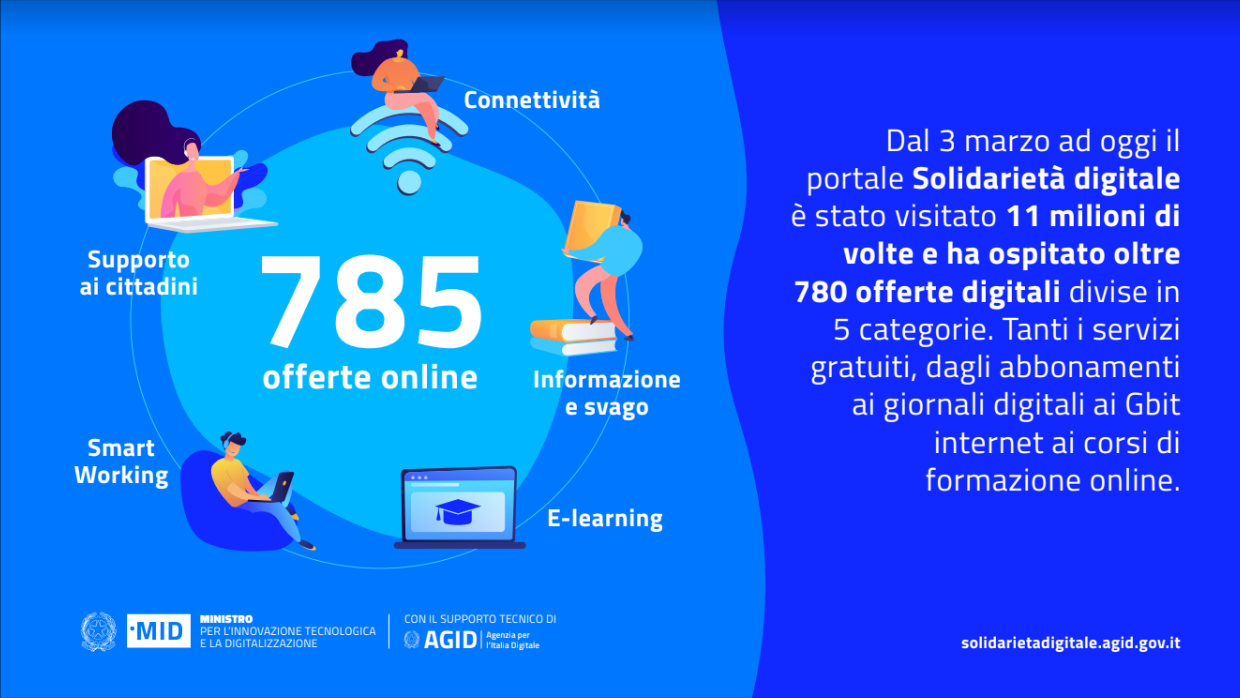 Connettività
Supporto
ai cittadini
785
offerte online
Informazione
e svago
Smart
Working
E-learning
Dal 3 marzo ad oggi il
portale Solidarietà digitale
è stato visitato 11 milioni di
volte e ha ospitato oltre
780 offerte digitali divise in
5 categorie. Tanti i servizi
gratuiti, dagli abbonamenti
ai giornali digitali ai Gbit
internet ai corsi di
formazione online.
MID
MINISTRO
PER L'INNOVAZIONE TECNOLOGICA
E LA DIGITALIZZAZIONE
CON IL SUPPORTO TECNICO DI
AGID
Agenzia per
l'Italia Digitale
solidarietadigitale.agid.gov.it